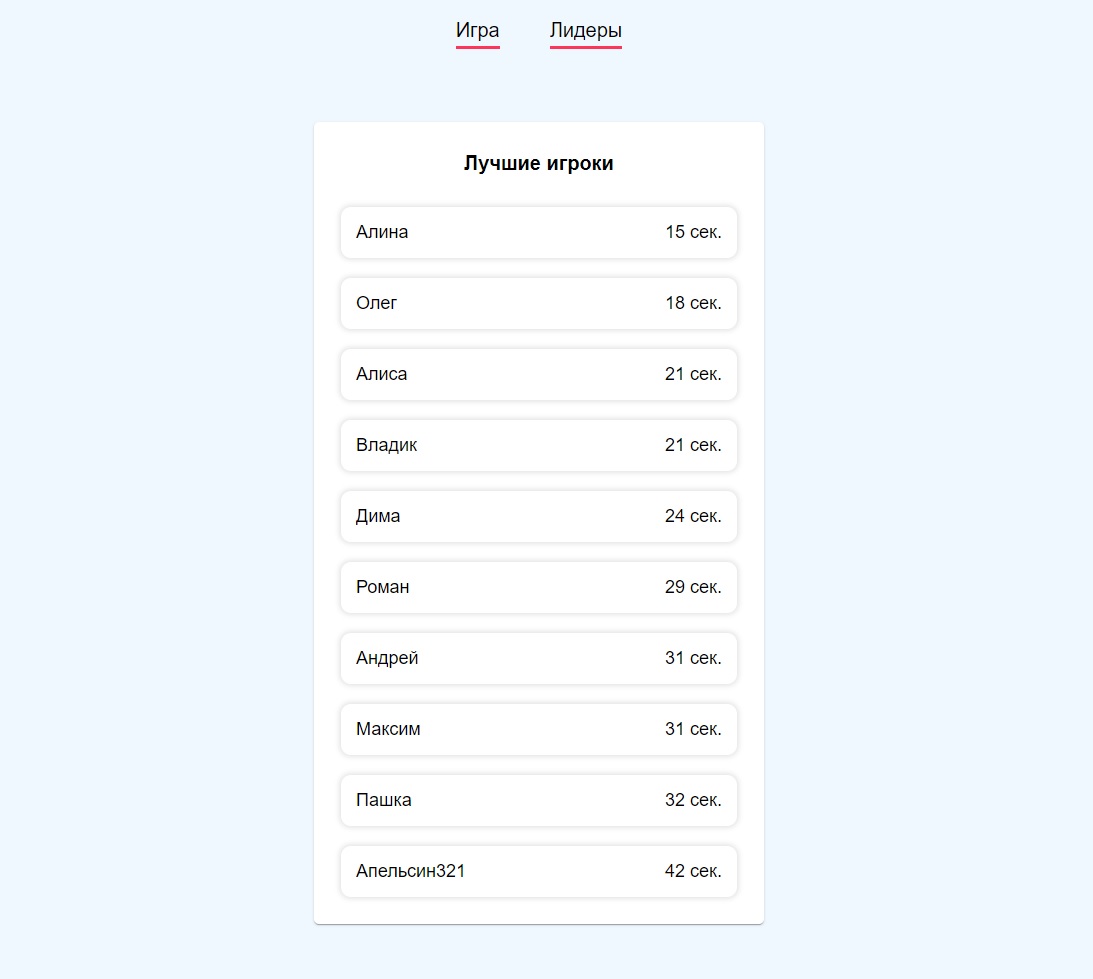 Игра Лидеры
Лучшие игроки
Алина 15 сек.
Олег 18 сек.
Алиса 21 сек.
Владик 21 сек.
Дима 24 сек.
Роман 29 сек.
Андрей 31 сек.
Максим 31 сек.
Пашка 32 сек.
Апельсин321 42 сек.